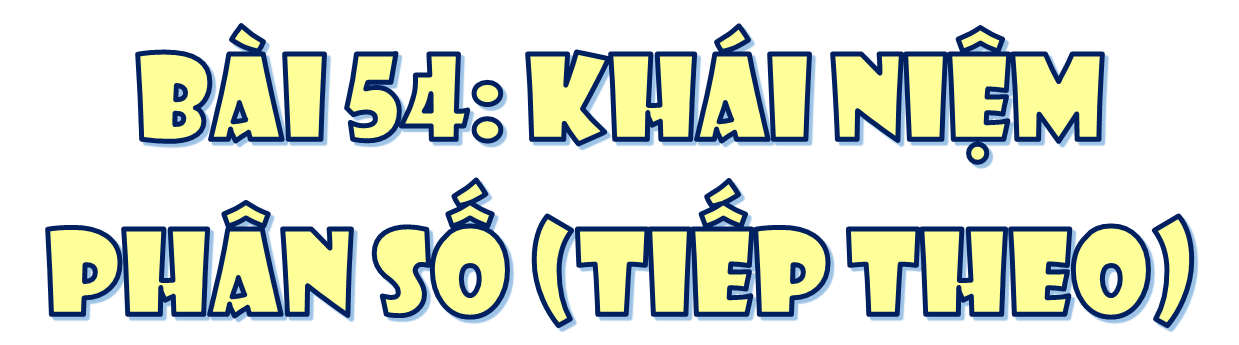 BÀI 54: KHÁI NIỆM
PHÂN SỐ (TIẾP THEO)